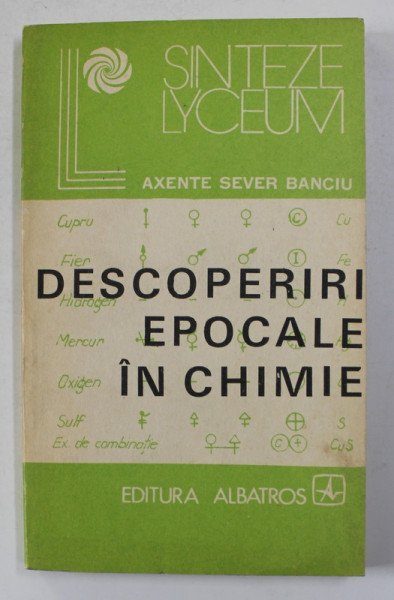 SINTEZE
LYCEUM
AXENTE SEVER BANCIU
Cupru C Cu
Fier I Fe
DESCOPERIRI
Hidrogen H
EPOCALE
Mercur
ÎN CHIMIE
Oxigen
Sulf S
Ex. de combinație C + CuS
EDITURA ALBATROS